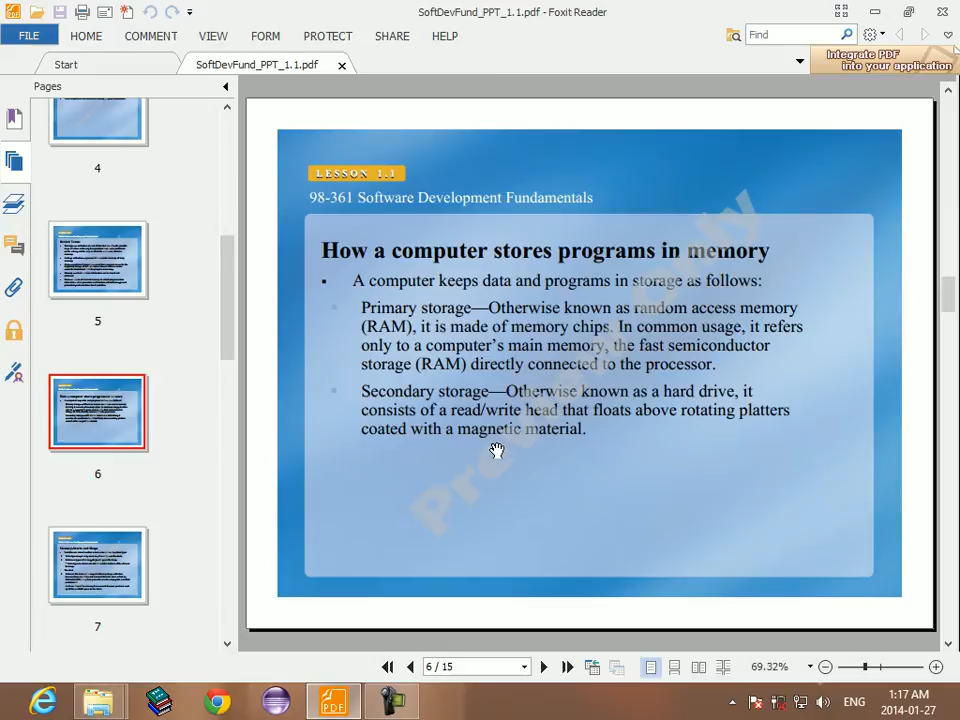 SoftDevFund_PPT_1.1.pdf - Foxit Reader
FILE HOME COMMENT VIEW FORM PROTECT SHARE HELP Find
Start SoftDevFund_PPT_1.1.pdf
Integrate PDF
into your application
Pages
4
5
6
7
LESSON 1.1
98-361 Software Development Fundamentals
How a computer stores programs in memory
▪ A computer keeps data and programs in storage as follows:
▪ Primary storage—Otherwise known as random access memory
(RAM), it is made of memory chips. In common usage, it refers
only to a computer's main memory, the fast semiconductor
storage (RAM) directly connected to the processor.
▪ Secondary storage—Otherwise known as a hard drive, it
consists of a read/write head that floats above rotating platters
coated with a magnetic material.
Preview Only
6 / 15 69.32%
PDF
ENG
1:17 AM
2014-01-27